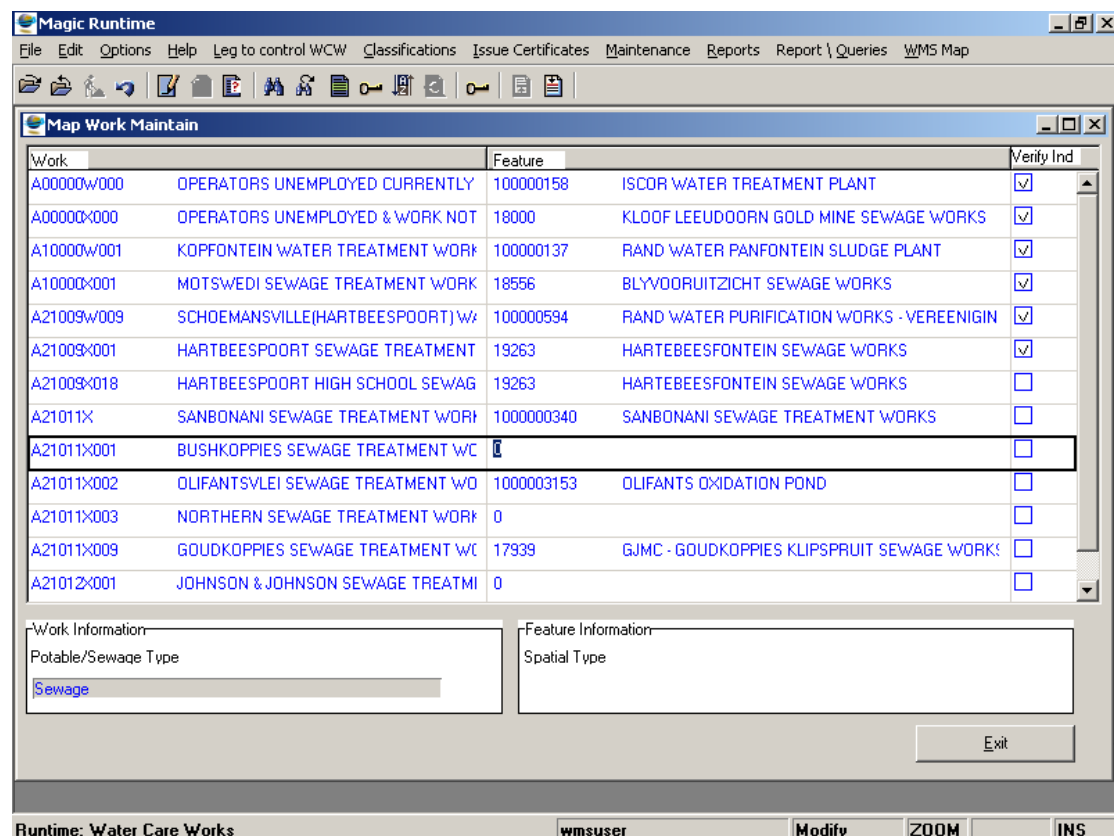 Magic Runtime
File Edit Options Help Leg to control WCW Classifications Issue Certificates Maintenance Reports Report \ Queries WMS Map
Map Work Maintain
Work Feature Verify Ind
A00000W000 OPERATORS UNEMPLOYED CURRENTLY 100000158 ISCOR WATER TREATMENT PLANT
A00000X000 OPERATORS UNEMPLOYED & WORK NOT 18000 KLOOF LEEUDOORN GOLD MINE SEWAGE WORKS
A10000W001 KOPFONTEIN WATER TREATMENT WORK 100000137 RAND WATER PANFONTEIN SLUDGE PLANT
A10000X001 MOTSWEDI SEWAGE TREATMENT WORK 18556 BLYVOORUITZICHT SEWAGE WORKS
A21009W009 SCHOEMANSVILLE(HARTBEESPOORT) WA 100000594 RAND WATER PURIFICATION WORKS - VEREENIGIN
A21009X001 HARTBEESPOORT SEWAGE TREATMENT 19263 HARTEBEESFONTEIN SEWAGE WORKS
A21009X018 HARTBEESPOORT HIGH SCHOOL SEWAG 19263 HARTEBEESFONTEIN SEWAGE WORKS
A21011X SANBONANI SEWAGE TREATMENT WORK 1000000340 SANBONANI SEWAGE TREATMENT WORKS
A21011X001 BUSHKOPPIES SEWAGE TREATMENT WO 0
A21011X002 OLIFANTSVLEI SEWAGE TREATMENT WO 1000003153 OLIFANTS OXIDATION POND
A21011X003 NORTHERN SEWAGE TREATMENT WORK 0
A21011X009 GOUDKOPPIES SEWAGE TREATMENT WO 17939 GJMC - GOUDKOPPIES KLIPSPRUIT SEWAGE WORKS
A21012X001 JOHNSON & JOHNSON SEWAGE TREATMI 0
Work Information Feature Information
Potable/Sewage Type Spatial Type
Sewage
Exit
Runtime: Water Care Works wmsuser Modify ZOOM INS